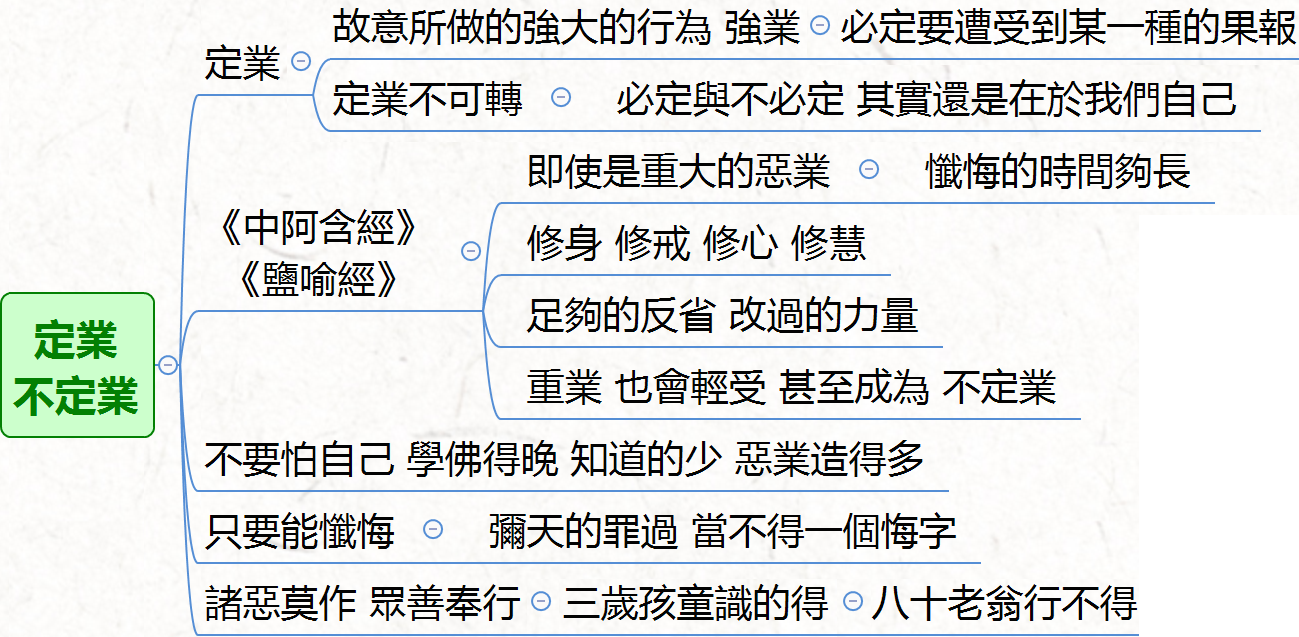 定業
不定業
定業
故意所做的強大的行為 強業 必定要遭受到某一種的果報
定業不可轉 必定與不必定 其實還是在於我們自己
《中阿含經》
《鹽喻經》
即使是重大的惡業 懺悔的時間夠長
修身 修戒 修心 修慧
足夠的反省 改過的力量
重業 也會輕受 甚至成為 不定業
不要怕自己 學佛得晚 知道的少 惡業造得多
只要能懺悔 彌天的罪過 當不得一個悔字
諸惡莫作 眾善奉行 三歲孩童識的得 八十老翁行不得